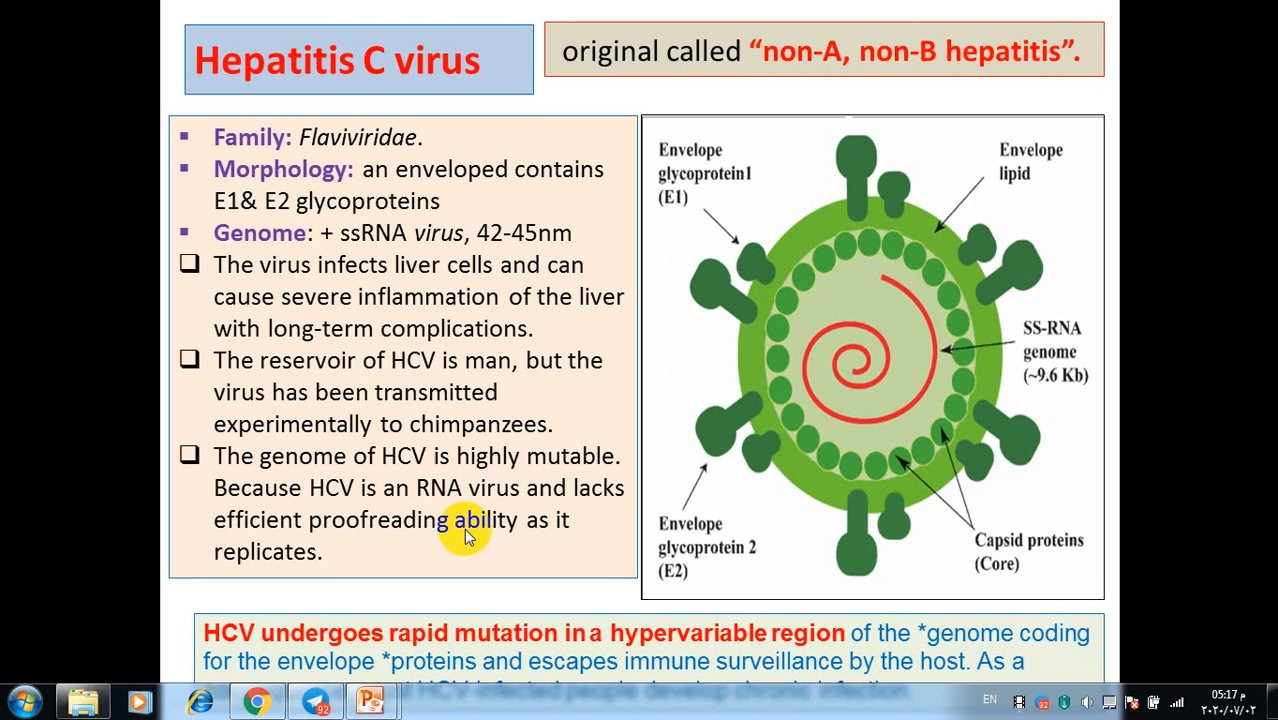 Hepatitis C virus
original called “non-A, non-B hepatitis”.
▪ Family: Flaviviridae.
▪ Morphology: an enveloped contains
E1& E2 glycoproteins
▪ Genome: + ssRNA virus, 42-45nm
❑ The virus infects liver cells and can
cause severe inflammation of the liver
with long-term complications.
❑ The reservoir of HCV is man, but the
virus has been transmitted
experimentally to chimpanzees.
❑ The genome of HCV is highly mutable.
Because HCV is an RNA virus and lacks
efficient proofreading ability as it
replicates.
Envelope
glycoprotein1
(E1)
Envelope
lipid
SS-RNA
genome
(~9.6 Kb)
Envelope
glycoprotein 2
(E2)
Capsid proteins
(Core)
HCV undergoes rapid mutation in a hypervariable region of the *genome coding
for the envelope *proteins and escapes immune surveillance by the host. As a
92
EN
92
05:17 م
٢٠٢٠/٠٧/٠٢